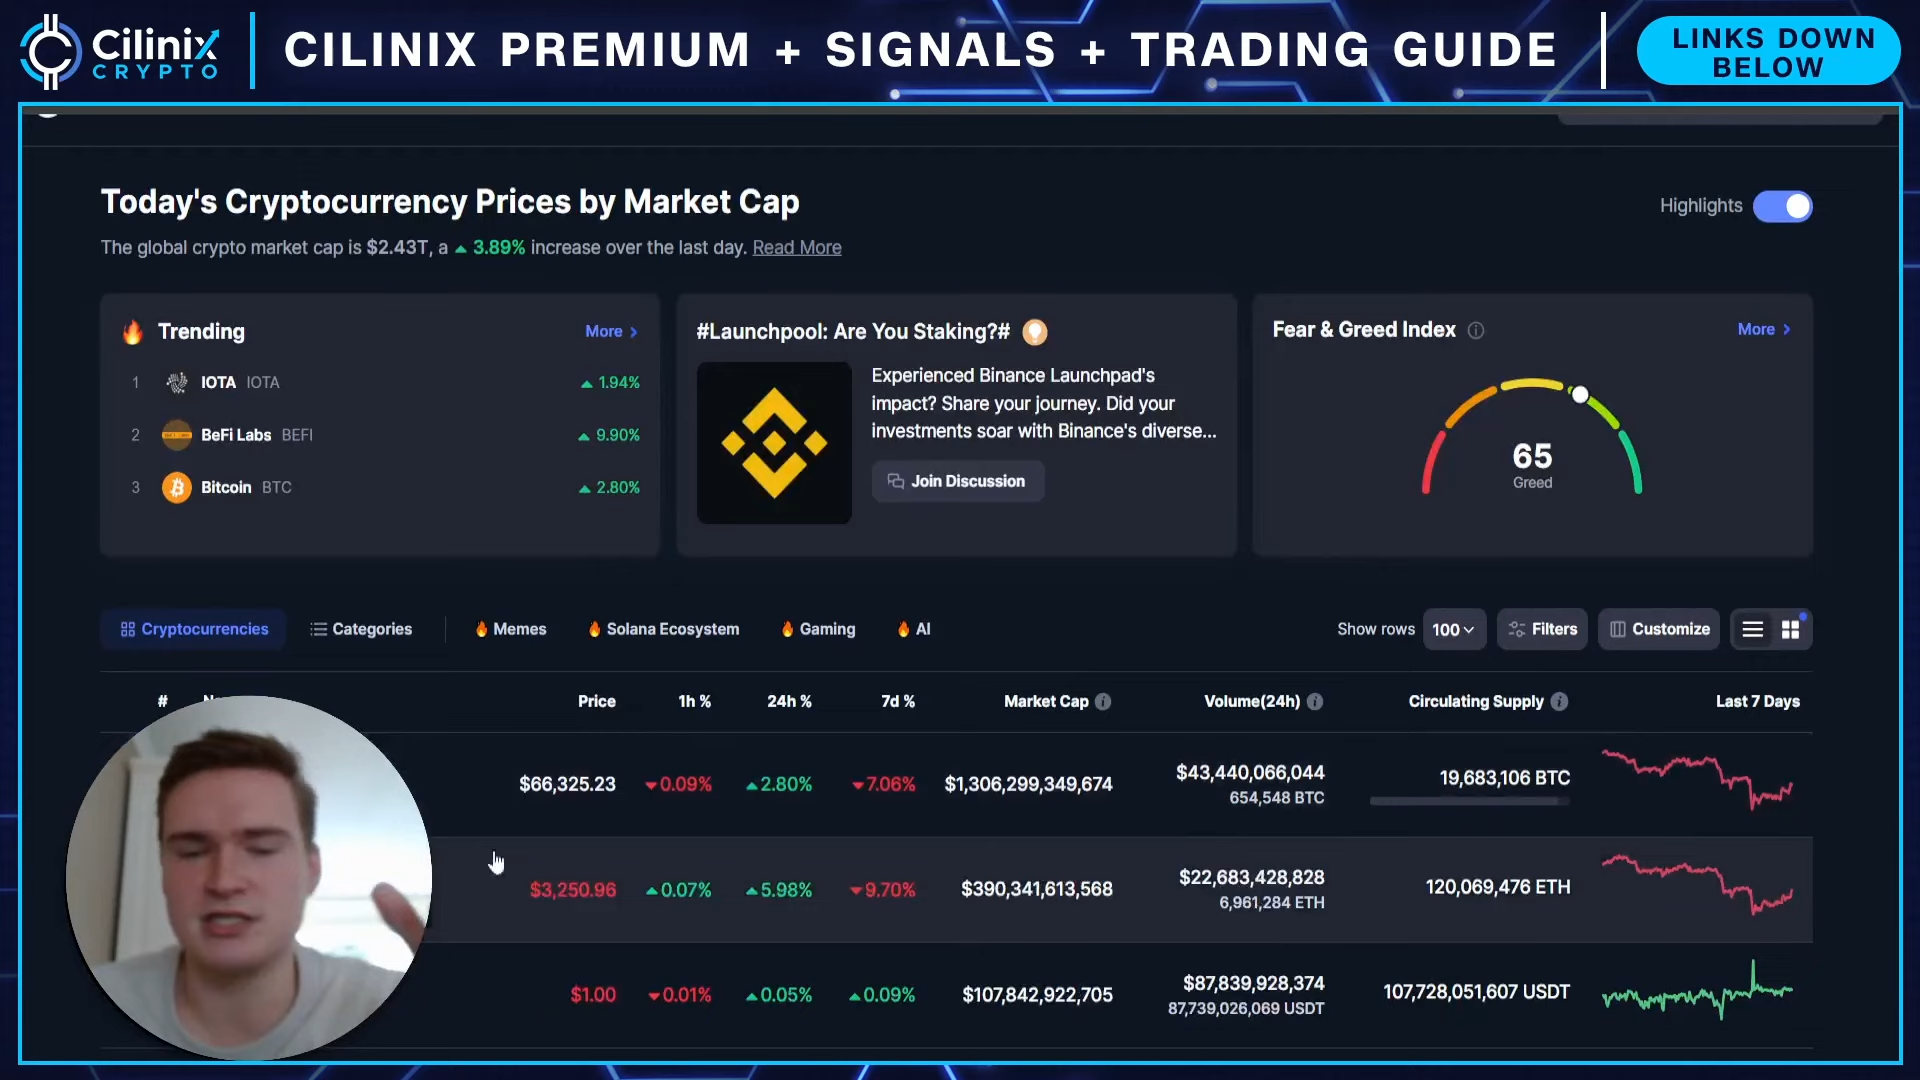 Cilinix
CRYPTO
CILINIX PREMIUM + SIGNALS + TRADING GUIDE
LINKS DOWN
BELOW
Today's Cryptocurrency Prices by Market Cap
Highlights
The global crypto market cap is $2.43T, a 3.89% increase over the last day. Read More
Trending
More
1 IOTA IOTA 1.94%
2 BeFi Labs BEFI 9.90%
3 Bitcoin BTC 2.80%
#Launchpool: Are You Staking?#
Experienced Binance Launchpad's
impact? Share your journey. Did your
investments soar with Binance's diverse...
Join Discussion
Fear & Greed Index
More
65
Greed
Cryptocurrencies Categories Memes Solana Ecosystem Gaming AI
Show rows 100 Filters Customize
# Price 1h % 24h % 7d % Market Cap Volume(24h) Circulating Supply Last 7 Days
$66,325.23 0.09% 2.80% 7.06% $1,306,299,349,674 $43,440,066,044 19,683,106 BTC
654,548 BTC
$3,250.96 0.07% 5.98% 9.70% $390,341,613,568 $22,683,428,828 120,069,476 ETH
6,961,284 ETH
$1.00 0.01% 0.05% 0.09% $107,842,922,705 $87,839,928,374 107,728,051,607 USDT
87,739,026,069 USDT